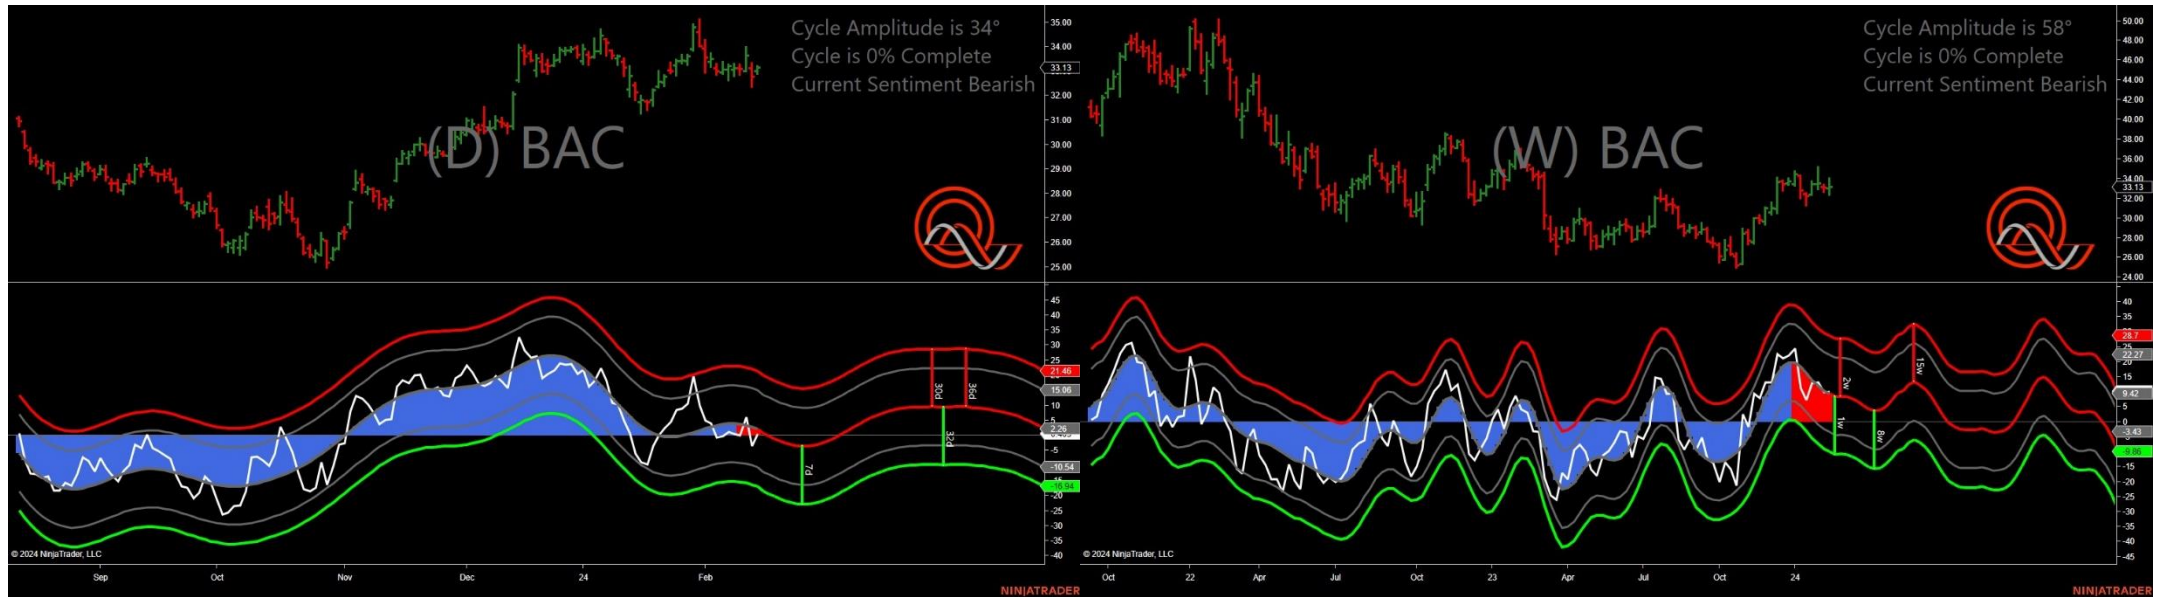 Cycle Amplitude is 34°
Cycle is 0% Complete
Current Sentiment Bearish
(D) BAC
35.00
34.00
33.13
32.00
31.00
30.00
29.00
28.00
27.00
26.00
25.00
45
40
35
30
25
21.46
15.06
10
5
2.26
-5
-10.54
-16.94
-20
-25
-30
-35
-40
30d
35d
32d
7d
© 2024 NinjaTrader, LLC
Sep Oct Nov Dec 24 Feb
NINJATRADER
Cycle Amplitude is 58°
Cycle is 0% Complete
Current Sentiment Bearish
(W) BAC
50.00
48.00
46.00
44.00
42.00
40.00
38.00
36.00
34.00
33.13
32.00
30.00
28.00
26.00
24.00
40
35
28.7
25
22.27
20
15
9.42
5
0
-3.43
-9.86
-15
-20
-25
-30
-35
-40
-45
2w
15w
1w
8w
© 2024 NinjaTrader, LLC
Oct 22 Apr Jul Oct 23 Apr Jul Oct 24
NINJATRADER